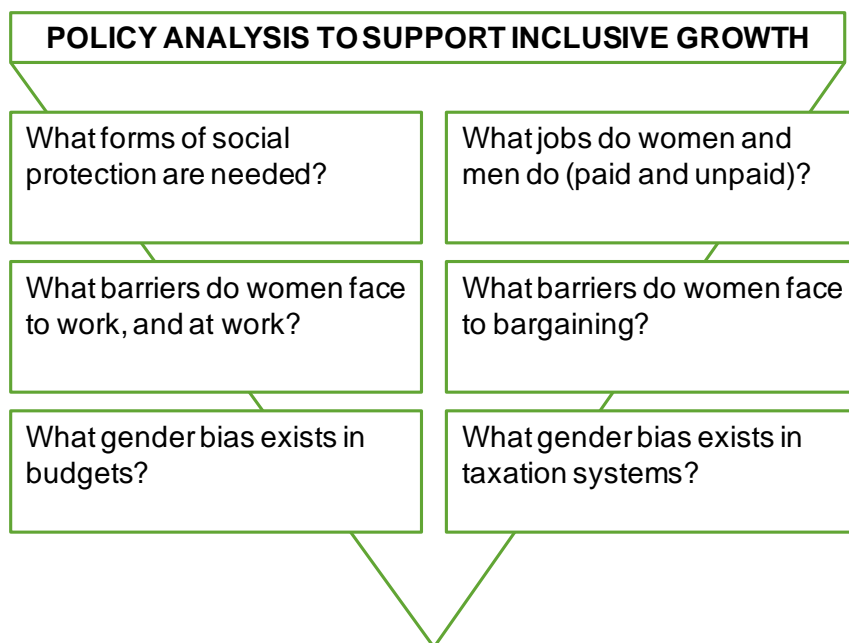 POLICY ANALYSIS TO SUPPORT INCLUSIVE GROWTH
What forms of social
protection are needed?
What jobs do women and
men do (paid and unpaid)?
What barriers do women face
to work, and at work?
What barriers do women face
to bargaining?
What gender bias exists in
budgets?
What gender bias exists in
taxation systems?